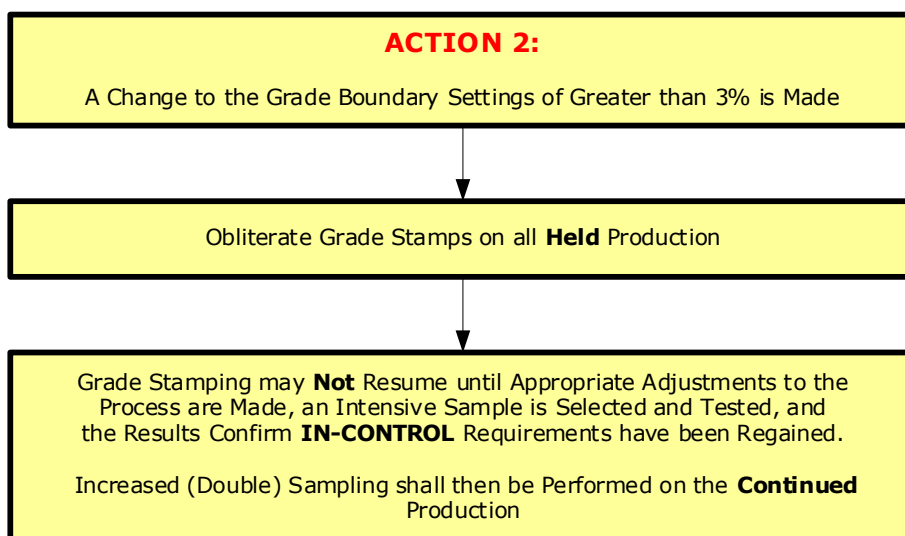 ACTION 2:
A Change to the Grade Boundary Settings of Greater than 3% is Made
Obliterate Grade Stamps on all Held Production
Grade Stamping may Not Resume until Appropriate Adjustments to the
Process are Made, an Intensive Sample is Selected and Tested, and
the Results Confirm IN-CONTROL Requirements have been Regained.
Increased (Double) Sampling shall then be Performed on the Continued
Production